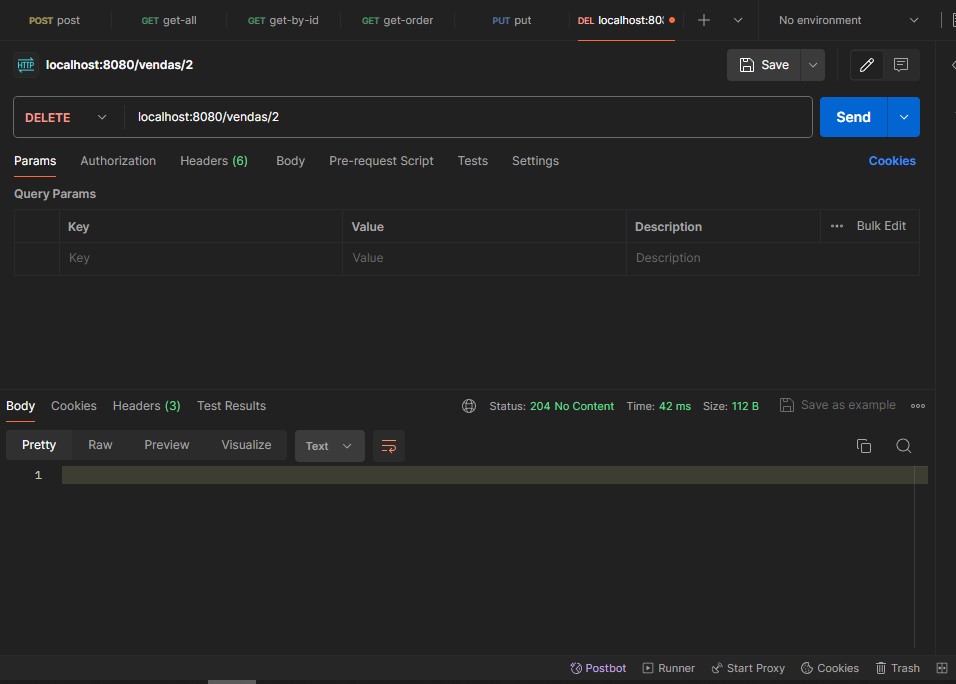 POST post GET get-all GET get-by-id GET get-order PUT put DEL localhost:80 No environment
HTTP localhost:8080/vendas/2 Save
DELETE localhost:8080/vendas/2 Send
Params Authorization Headers (6) Body Pre-request Script Tests Settings Cookies
Query Params
Key Value Description Bulk Edit
Key Value Description
Body Cookies Headers (3) Test Results Status: 204 No Content Time: 42 ms Size: 112 B Save as example
Pretty Raw Preview Visualize Text
1
Postbot Runner Start Proxy Cookies Trash